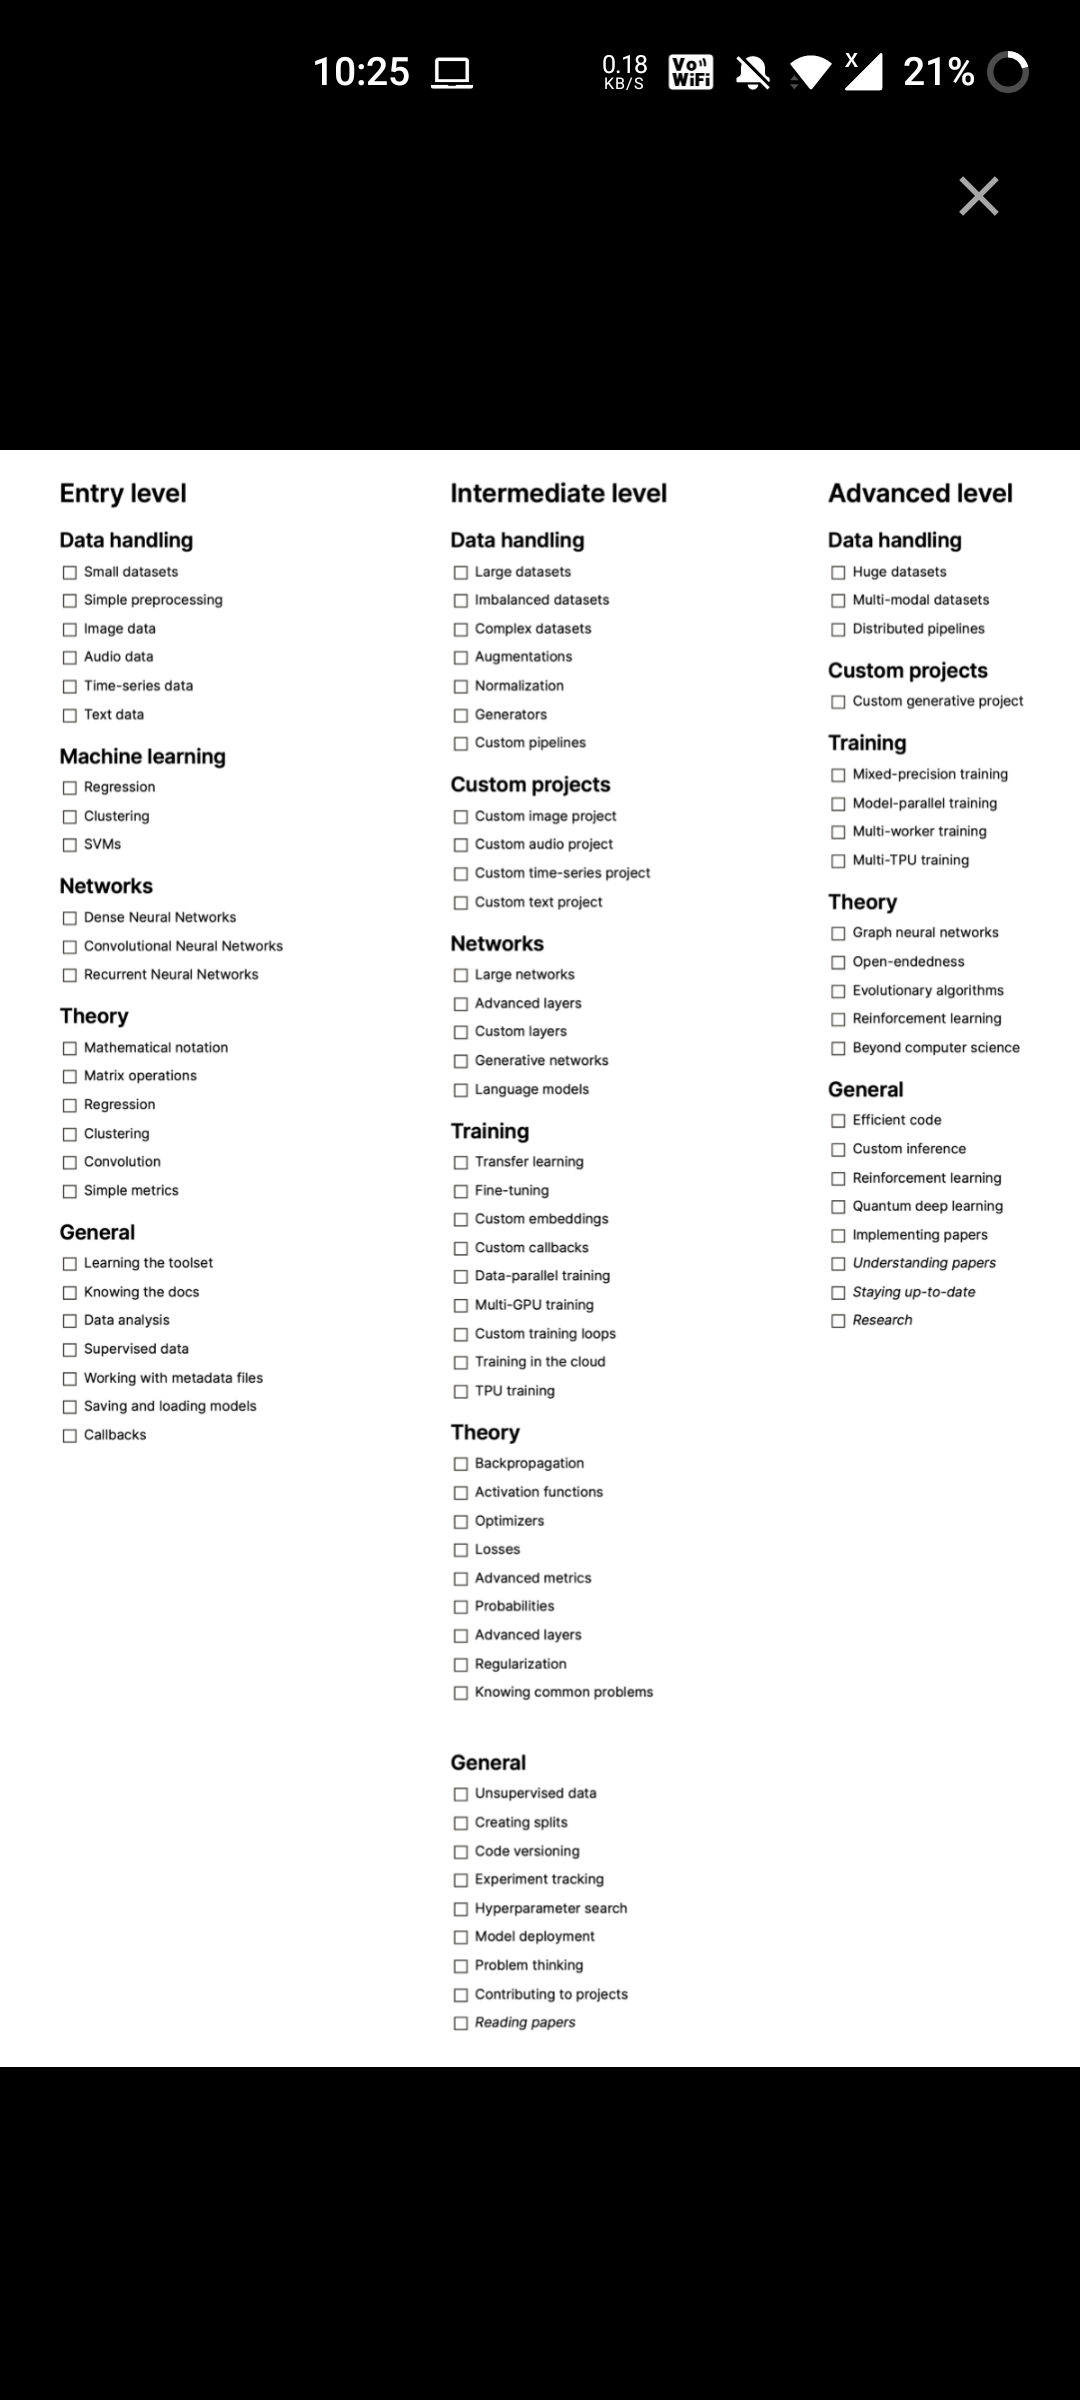 10:25
0.18
KB/S
Vo
WiFi
X
21%
Entry level
Data handling
Small datasets
Simple preprocessing
Image data
Audio data
Time-series data
Text data
Machine learning
Regression
Clustering
SVMs
Networks
Dense Neural Networks
Convolutional Neural Networks
Recurrent Neural Networks
Theory
Mathematical notation
Matrix operations
Regression
Clustering
Convolution
Simple metrics
General
Learning the toolset
Knowing the docs
Data analysis
Supervised data
Working with metadata files
Saving and loading models
Callbacks
Intermediate level
Data handling
Large datasets
Imbalanced datasets
Complex datasets
Augmentations
Normalization
Generators
Custom pipelines
Custom projects
Custom image project
Custom audio project
Custom time-series project
Custom text project
Networks
Large networks
Advanced layers
Custom layers
Generative networks
Language models
Training
Transfer learning
Fine-tuning
Custom embeddings
Custom callbacks
Data-parallel training
Multi-GPU training
Custom training loops
Training in the cloud
TPU training
Theory
Backpropagation
Activation functions
Optimizers
Losses
Advanced metrics
Probabilities
Advanced layers
Regularization
Knowing common problems
General
Unsupervised data
Creating splits
Code versioning
Experiment tracking
Hyperparameter search
Model deployment
Problem thinking
Contributing to projects
Reading papers
Advanced level
Data handling
Huge datasets
Multi-modal datasets
Distributed pipelines
Custom projects
Custom generative project
Training
Mixed-precision training
Model-parallel training
Multi-worker training
Multi-TPU training
Theory
Graph neural networks
Open-endedness
Evolutionary algorithms
Reinforcement learning
Beyond computer science
General
Efficient code
Custom inference
Reinforcement learning
Quantum deep learning
Implementing papers
Understanding papers
Staying up-to-date
Research